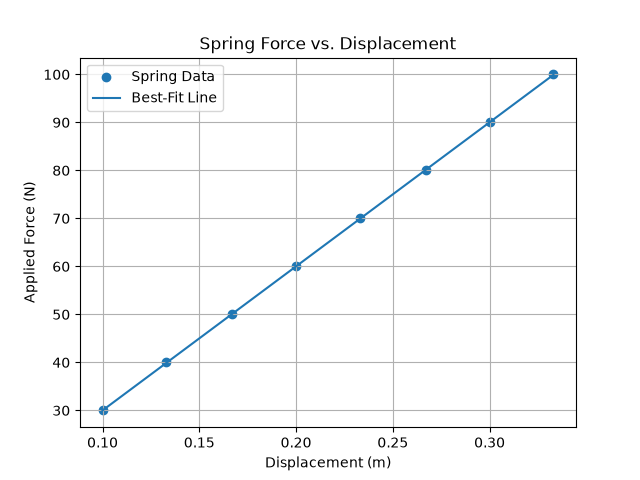 Spring Force vs. Displacement
Spring Data
Best-Fit Line
Applied Force (N)
100
90
80
70
60
50
40
30
0.10 0.15 0.20 0.25 0.30
Displacement (m)